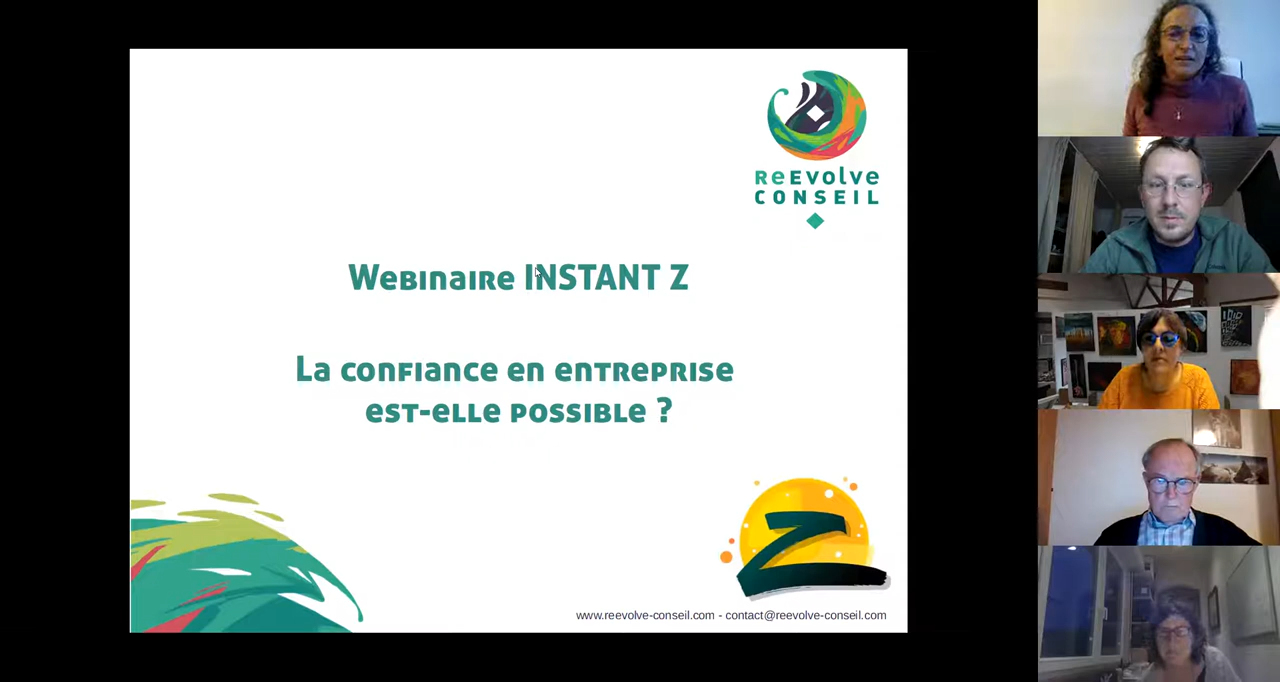 ReEvolve
CONSEIL
Webinaire INSTANT Z
La confiance en entreprise
est-elle possible ?
Z
www.reevolve-conseil.com - contact@reevolve-conseil.com